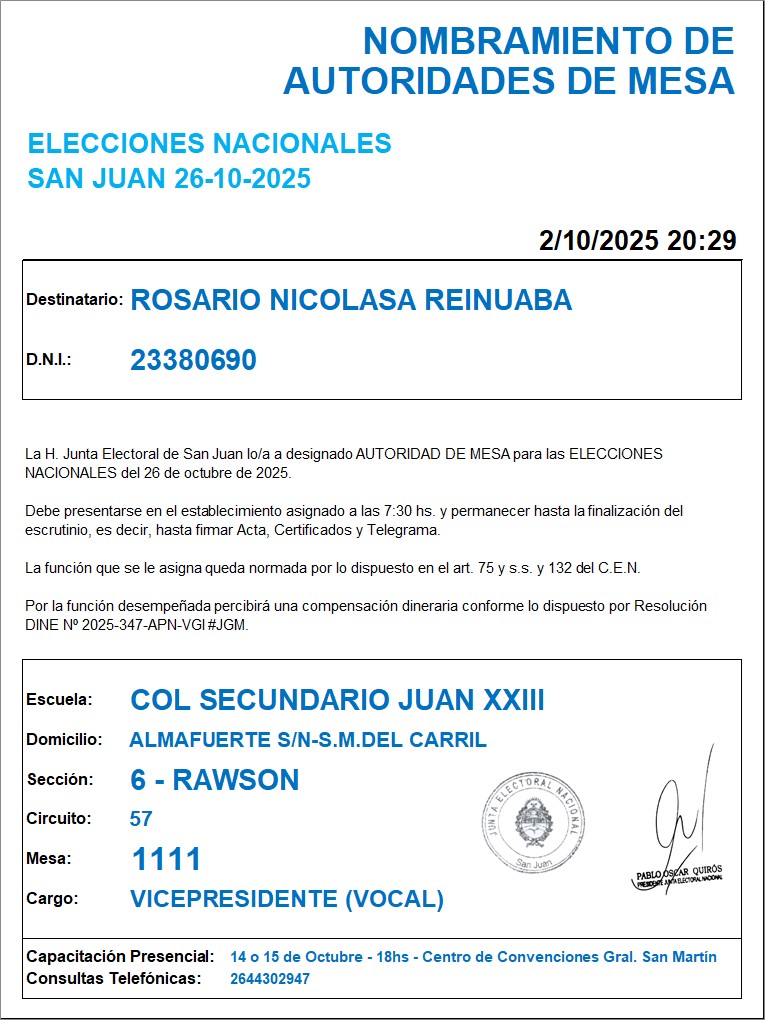 NOMBRAMIENTO DE
AUTORIDADES DE MESA
ELECCIONES NACIONALES
SAN JUAN 26-10-2025
2/10/2025 20:29
Destinatario: ROSARIO NICOLASA REINUABA
D.N.I.: 23380690
La H. Junta Electoral de San Juan lo/a a designado AUTORIDAD DE MESA para las ELECCIONES
NACIONALES del 26 de octubre de 2025.
Debe presentarse en el establecimiento asignado a las 7:30 hs. y permanecer hasta la finalización del
escrutinio, es decir, hasta firmar Acta, Certificados y Telegrama.
La función que se le asigna queda normada por lo dispuesto en el art. 75 y s.s. y 132 del C.E.N.
Por la función desempeñada percibirá una compensación dineraria conforme lo dispuesto por Resolución
DINE Nº 2025-347-APN-VGI#JGM.
Escuela: COL SECUNDARIO JUAN XXIII
Domicilio: ALMAFUERTE S/N-S.M.DEL CARRIL
Sección: 6 - RAWSON
Circuito: 57
Mesa: 1111
Cargo: VICEPRESIDENTE (VOCAL)
JUNTA ELECTORAL NACIONAL
San Juan
PABLO OSCAR QUIRÓS
PRESIDENTE JUNTA ELECTORAL NACIONAL
Capacitación Presencial: 14 o 15 de Octubre - 18hs - Centro de Convenciones Gral. San Martín
Consultas Telefónicas: 2644302947